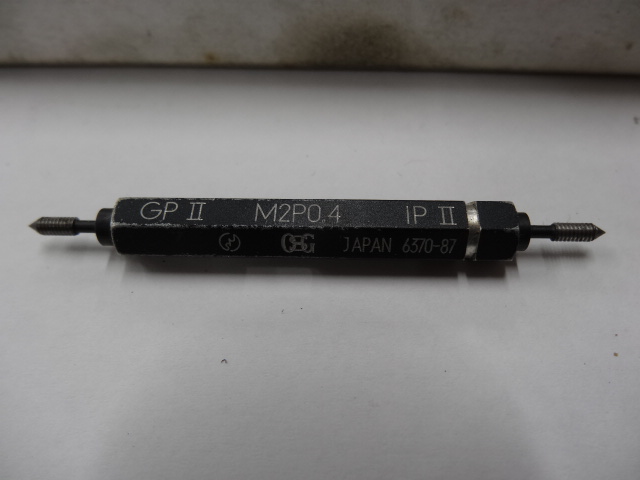 GP II M2P0.4 IP II
OSG JAPAN 6370-87